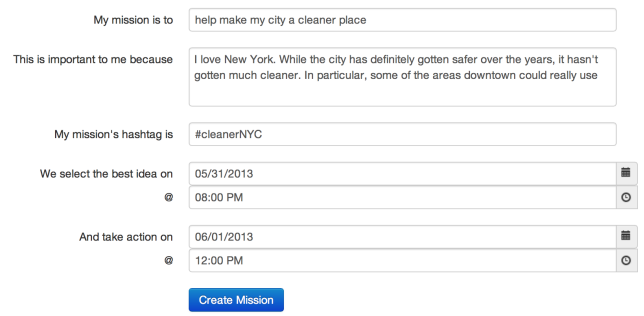 My mission is to help make my city a cleaner place
This is important to me because I love New York. While the city has definitely gotten safer over the years, it hasn't
gotten much cleaner. In particular, some of the areas downtown could really use
My mission's hashtag is #cleanerNYC
We select the best idea on 05/31/2013
@ 08:00 PM
And take action on 06/01/2013
@ 12:00 PM
Create Mission